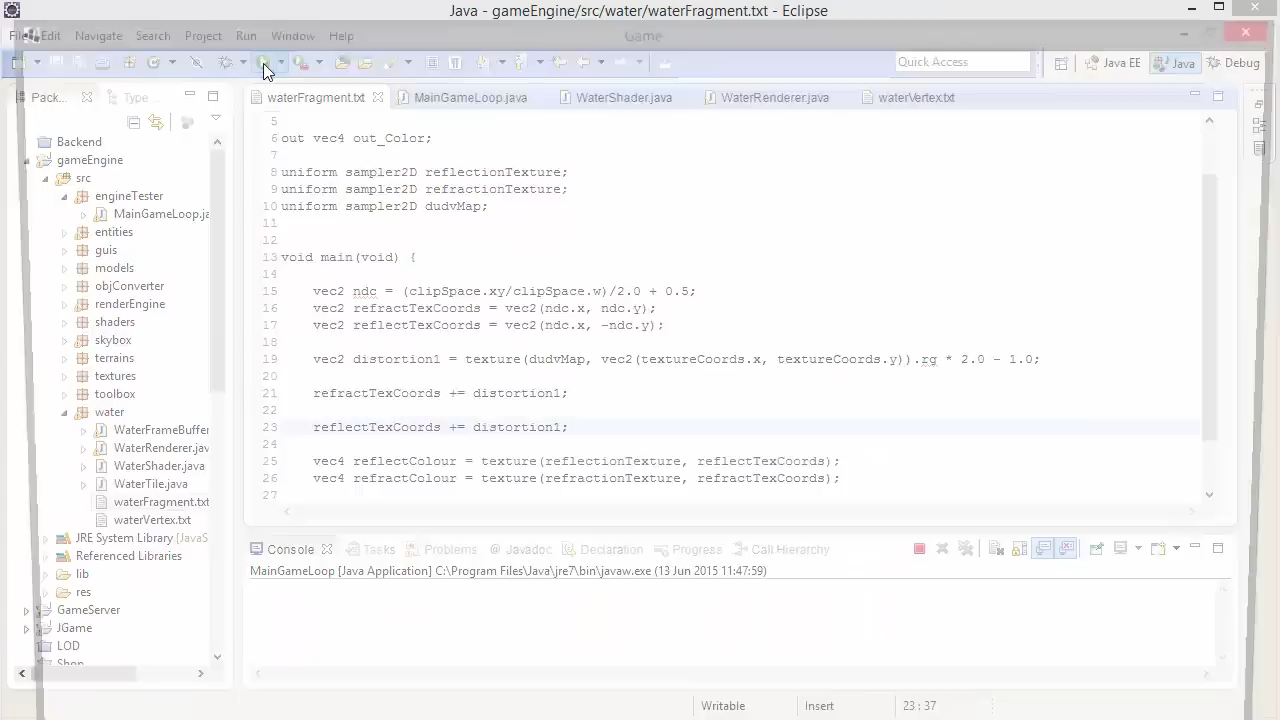 Java - gameEngine/src/water/waterFragment.txt - Eclipse
File Edit Navigate Search Project Run Window Help
Game
Quick Access
Java EE
Java
Debug
Pack...
Type
waterFragment.txt
MainGameLoop.java
WaterShader.java
WaterRenderer.java
waterVertex.txt
Backend
gameEngine
src
engineTester
MainGameLoop.ja
entities
guis
models
objConverter
renderEngine
shaders
skybox
terrains
textures
toolbox
water
WaterFrameBuffer
WaterRenderer.jav
WaterShader.java
WaterTile.java
waterFragment.txt
waterVertex.txt
JRE System Library [JavaS
Referenced Libraries
lib
res
GameServer
JGame
LOD
Shop
5
6 out vec4 out_Color;
7
8 uniform sampler2D reflectionTexture;
9 uniform sampler2D refractionTexture;
10 uniform sampler2D dudvMap;
11
12
13 void main(void) {
14
15 vec2 ndc = (clipSpace.xy/clipSpace.w)/2.0 + 0.5;
16 vec2 refractTexCoords = vec2(ndc.x, ndc.y);
17 vec2 reflectTexCoords = vec2(ndc.x, -ndc.y);
18
19 vec2 distortion1 = texture(dudvMap, vec2(textureCoords.x, textureCoords.y)).rg * 2.0 - 1.0;
20
21 refractTexCoords += distortion1;
22
23 reflectTexCoords += distortion1;
24
25 vec4 reflectColour = texture(reflectionTexture, reflectTexCoords);
26 vec4 refractColour = texture(refractionTexture, refractTexCoords);
27
Console
Tasks
Problems
@ Javadoc
Declaration
Progress
Call Hierarchy
MainGameLoop [Java Application] C:\Program Files\Java\jre7\bin\javaw.exe (13 Jun 2015 11:47:59)
Writable
Insert
23 : 37